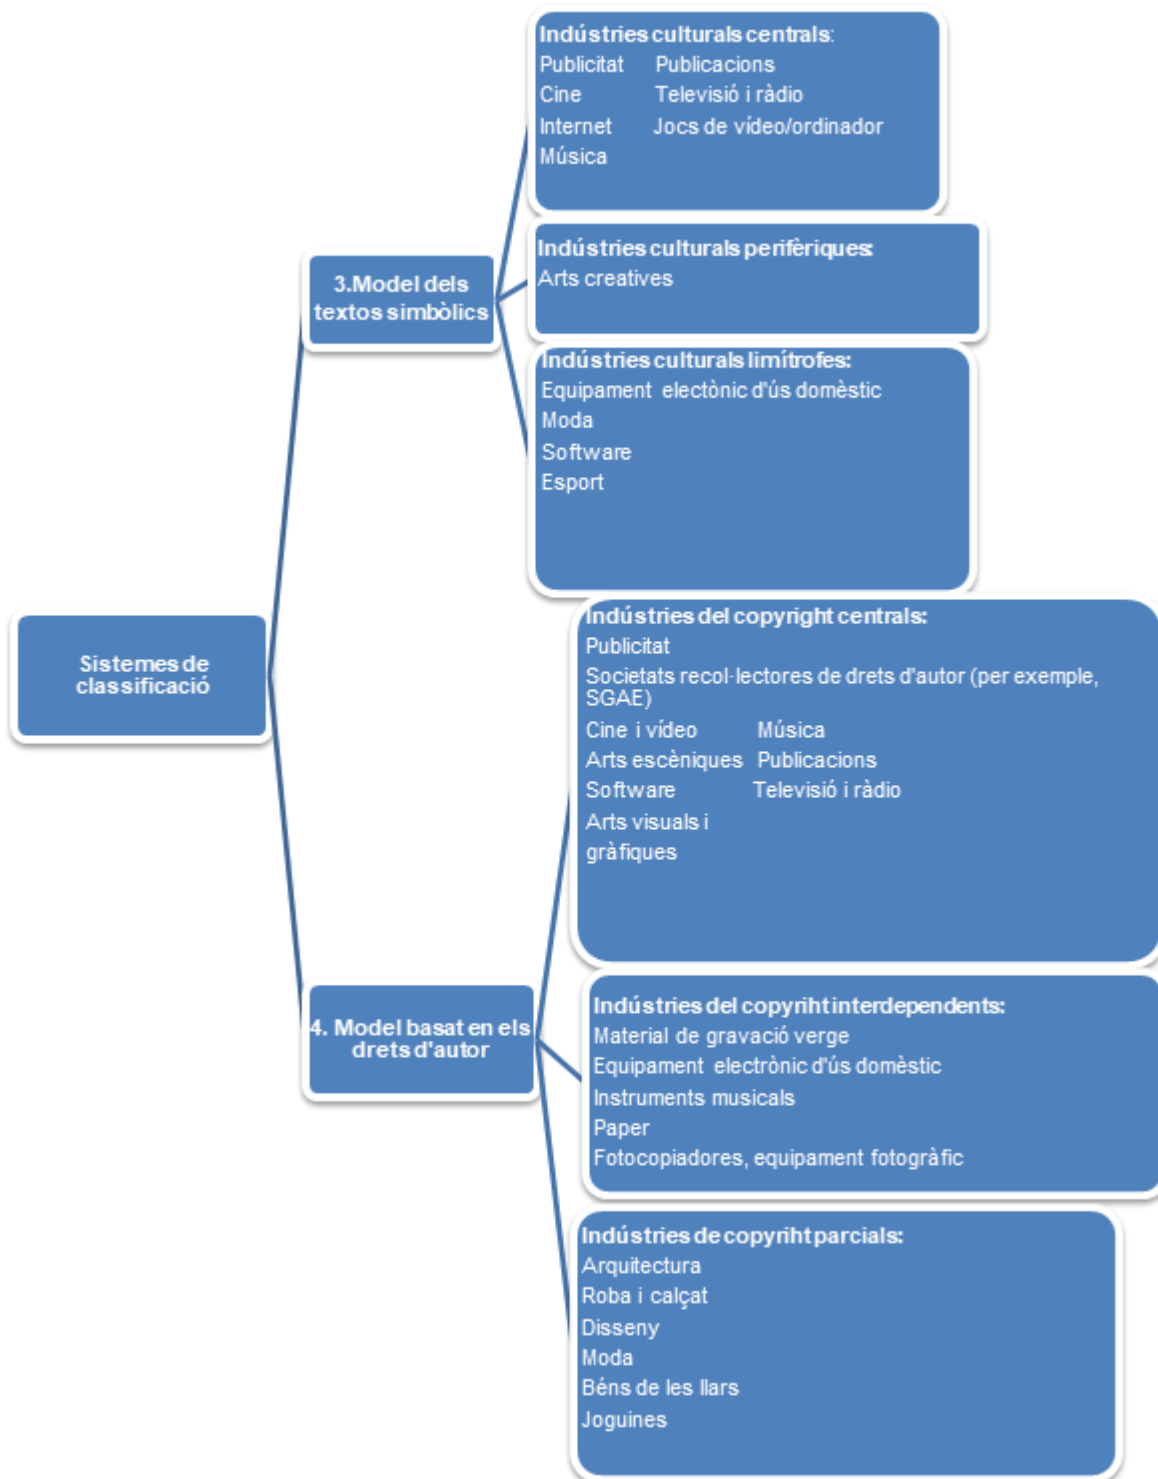 Sistemes de
classificació
3.Model dels
textos simbòlics
Indústries culturals centrals:
Publicitat Publicacions
Cine Televisió i ràdio
Internet Jocs de vídeo/ordinador
Música
Indústries culturals perifèriques:
Arts creatives
Indústries culturals limítrofes:
Equipament electònic d'ús domèstic
Moda
Software
Esport
4. Model basat en els
drets d'autor
Indústries del copyright centrals:
Publicitat
Societats recol·lectores de drets d'autor (per exemple,
SGAE)
Cine i vídeo Música
Arts escèniques Publicacions
Software Televisió i ràdio
Arts visuals i
gràfiques
Indústries del copyriht interdependents:
Material de gravació verge
Equipament electrònic d'ús domèstic
Instruments musicals
Paper
Fotocopiadores, equipament fotogràfic
Indústries de copyriht parcials:
Arquitectura
Roba i calçat
Disseny
Moda
Béns de les llars
Joguines